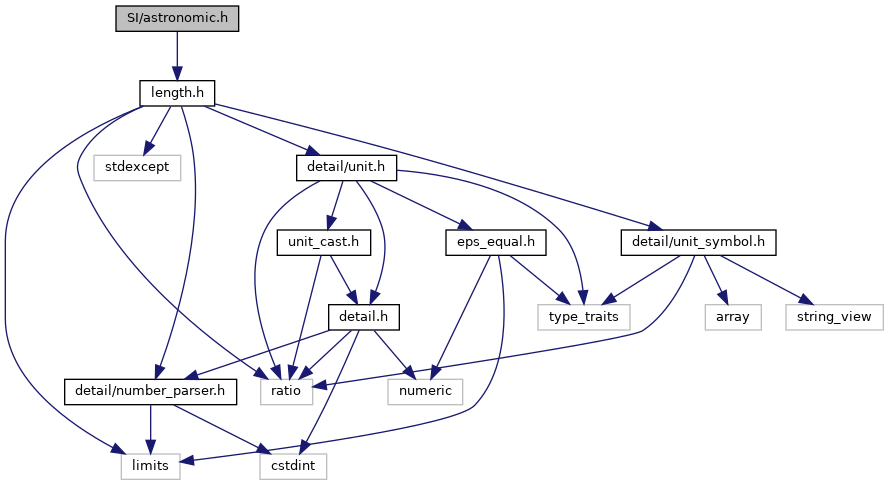 SI/astronomic.h
length.h
stdexcept
detail/unit.h
unit_cast.h
eps_equal.h
detail/unit_symbol.h
detail.h
type_traits
array
string_view
detail/number_parser.h
ratio
numeric
limits
cstdint